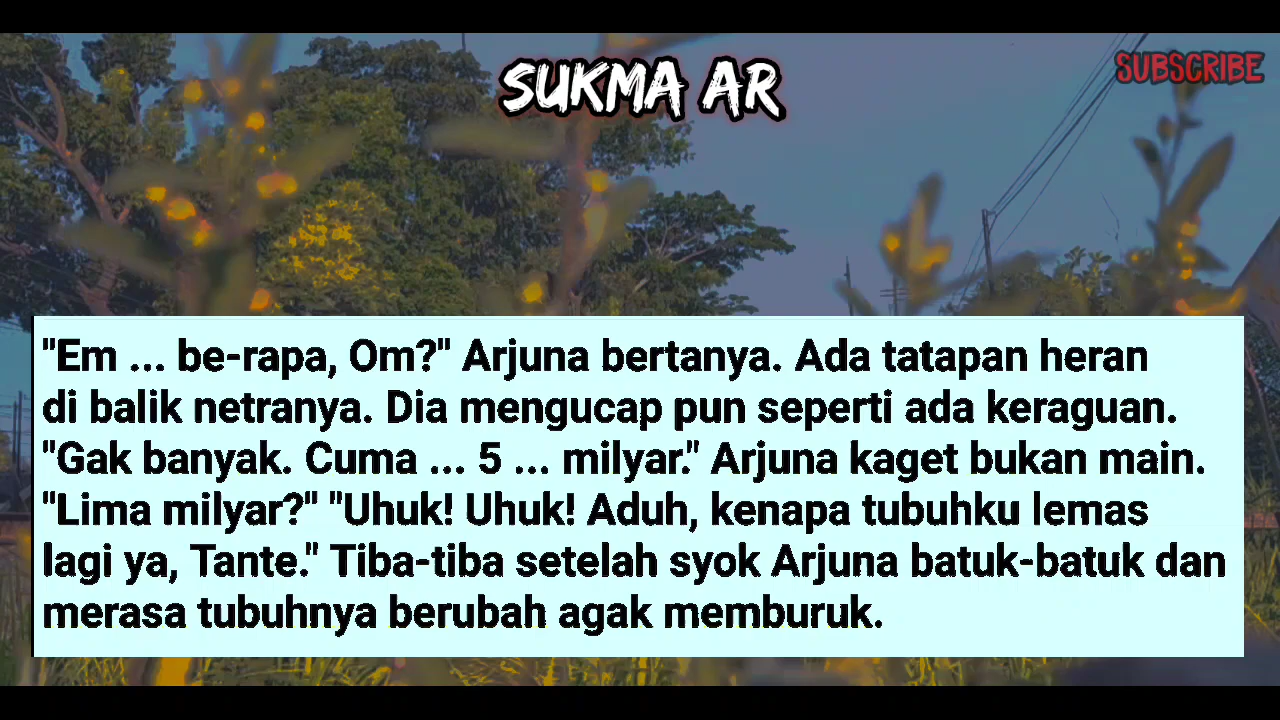 SUKMA AR
SUBSCRIBE
"Em ... be-rapa, Om?" Arjuna bertanya. Ada tatapan heran
di balik netranya. Dia mengucap pun seperti ada keraguan.
"Gak banyak. Cuma ... 5 ... milyar." Arjuna kaget bukan main.
"Lima milyar?" "Uhuk! Uhuk! Aduh, kenapa tubuhku lemas
lagi ya, Tante." Tiba-tiba setelah syok Arjuna batuk-batuk dan
merasa tubuhnya berubah agak memburuk.